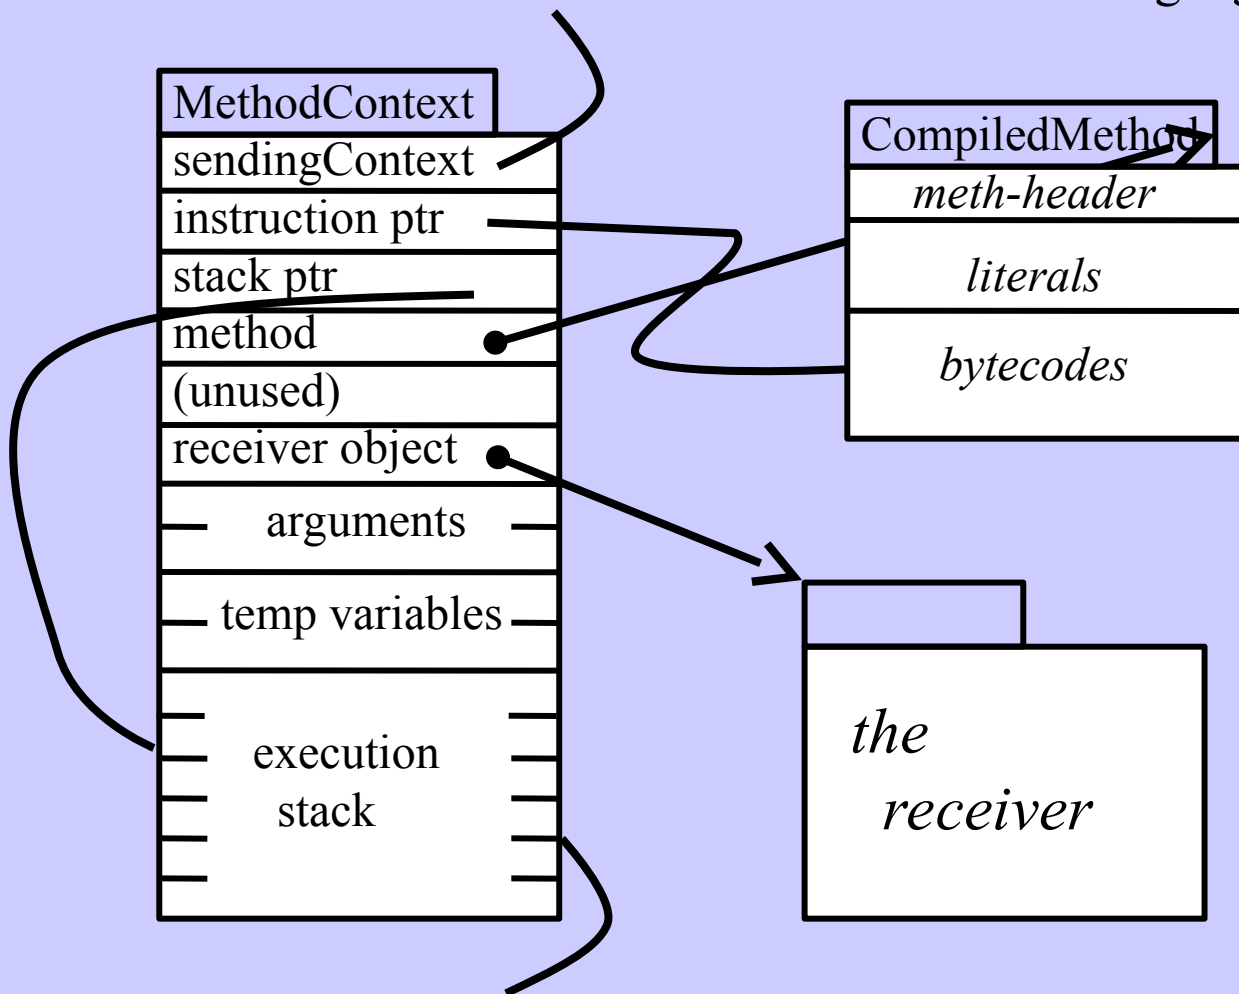 MethodContext
sendingContext
instruction ptr
stack ptr
method
(unused)
receiver object
arguments
temp variables
execution
stack
CompiledMethod
meth-header
literals
bytecodes
the
receiver